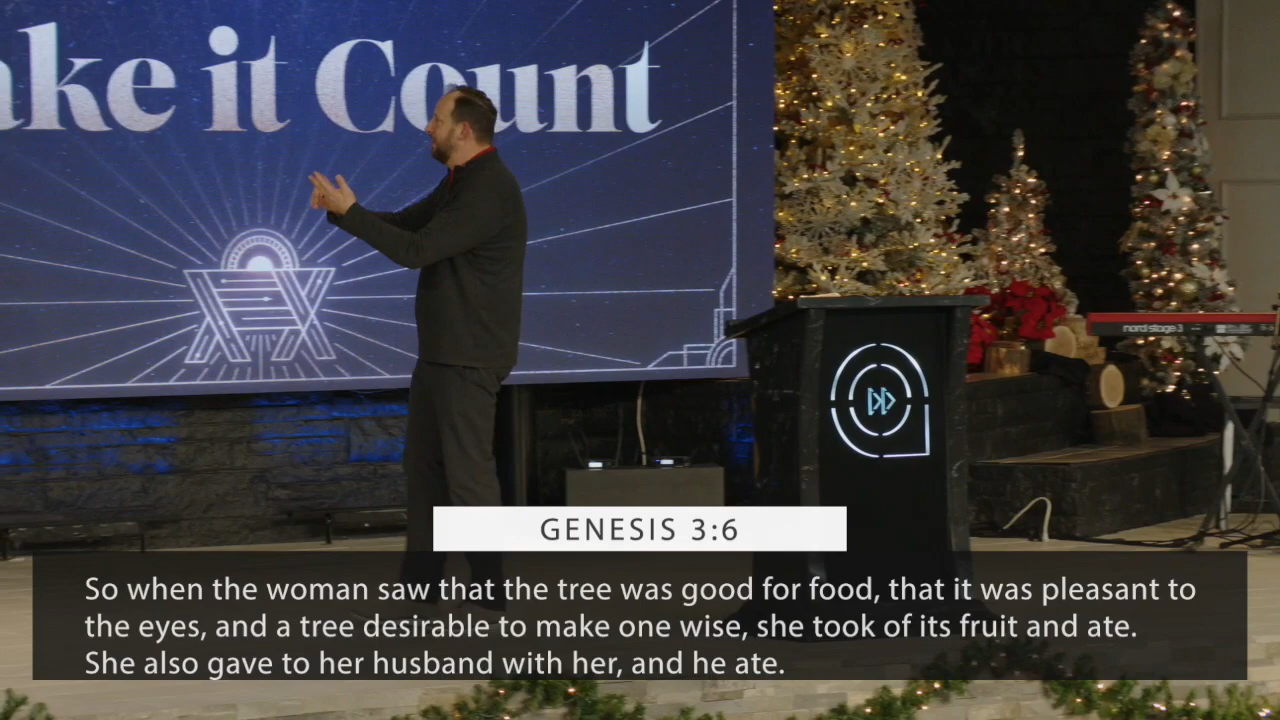 ake it Count
nord stage 3
GENESIS 3:6
So when the woman saw that the tree was good for food, that it was pleasant to
the eyes, and a tree desirable to make one wise, she took of its fruit and ate.
She also gave to her husband with her, and he ate.